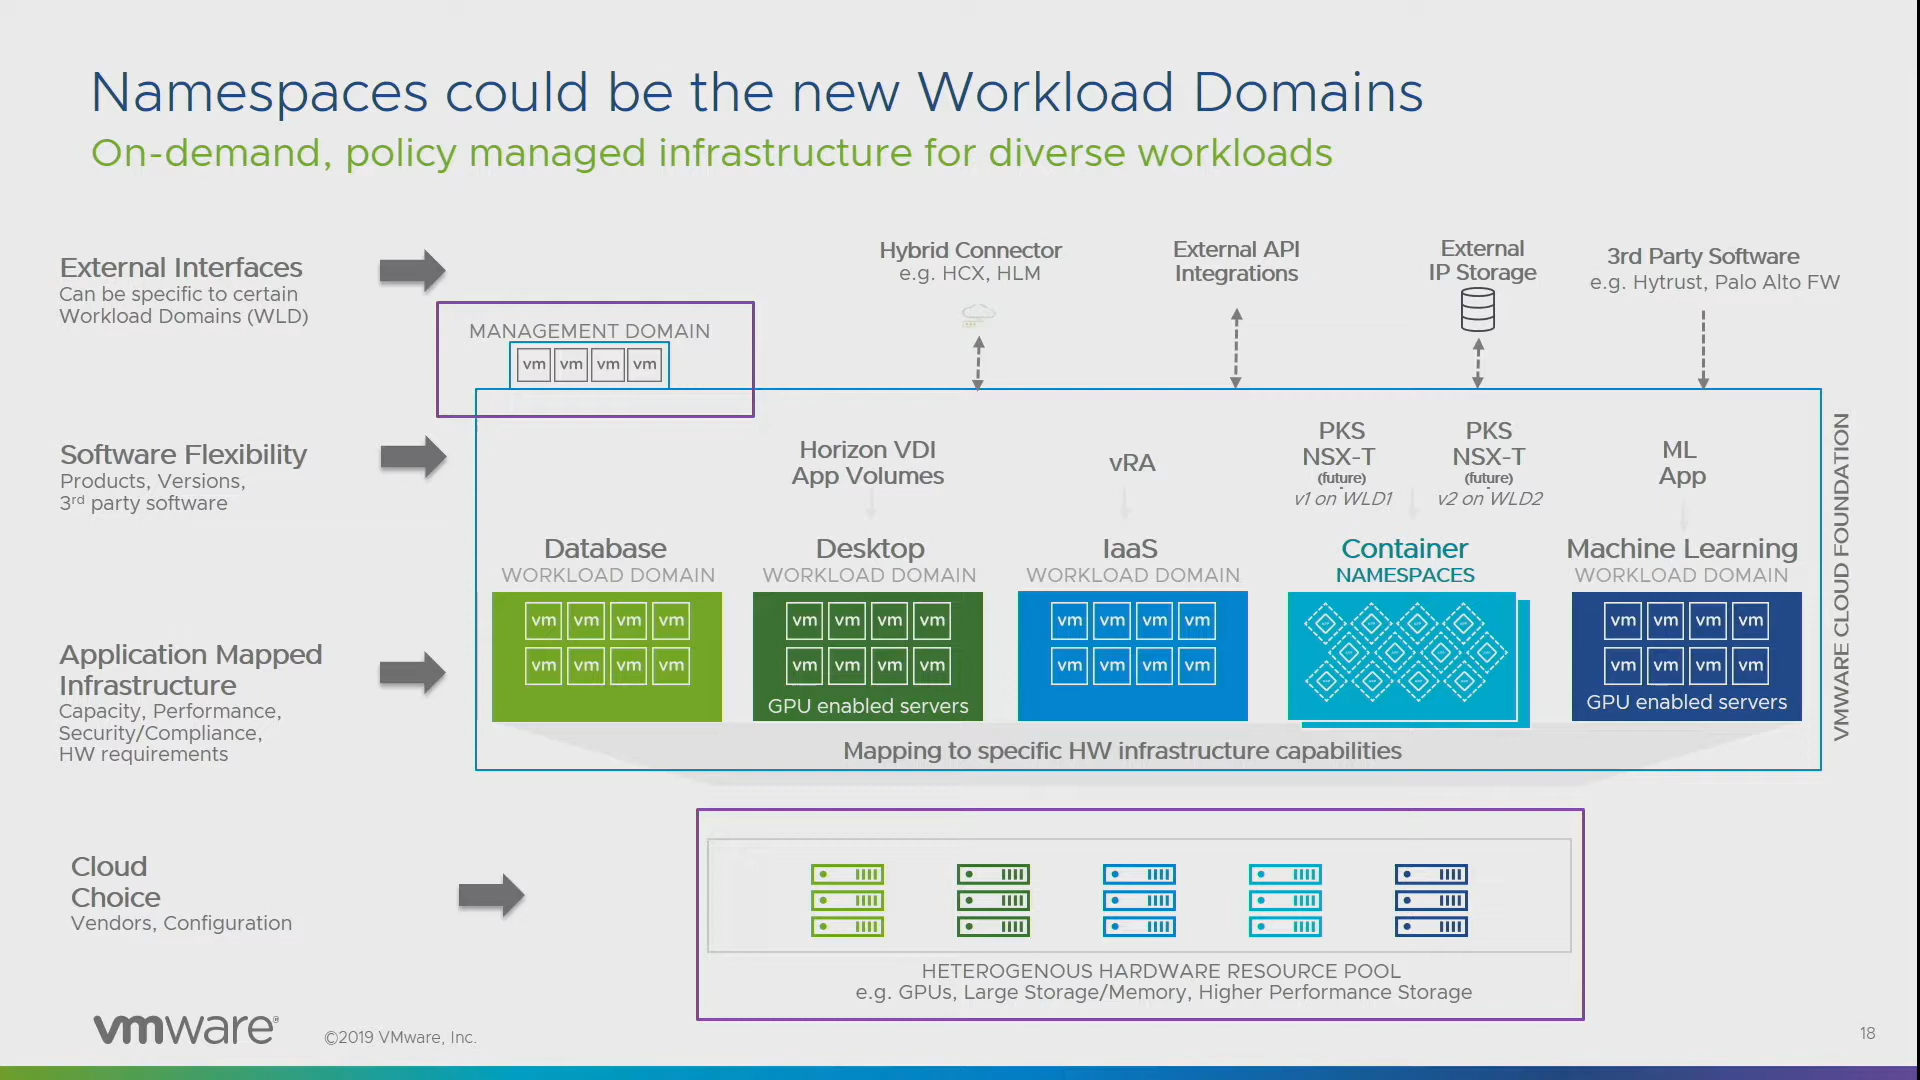 Namespaces could be the new Workload Domains
On-demand, policy managed infrastructure for diverse workloads
External Interfaces
Can be specific to certain
Workload Domains (WLD)
MANAGEMENT DOMAIN
vm vm vm vm
Hybrid Connector
e.g. HCX, HLM
External API
Integrations
External
IP Storage
3rd Party Software
e.g. Hytrust, Palo Alto FW
Software Flexibility
Products, Versions,
3rd party software
Horizon VDI
App Volumes
vRA
PKS
NSX-T
(future)
v1 on WLD1
PKS
NSX-T
(future)
v2 on WLD2
ML
App
Application Mapped
Infrastructure
Capacity, Performance,
Security/Compliance,
HW requirements
Database
WORKLOAD DOMAIN
vm vm vm vm
vm vm vm vm
Desktop
WORKLOAD DOMAIN
vm vm vm vm
vm vm vm vm
GPU enabled servers
IaaS
WORKLOAD DOMAIN
vm vm vm vm
vm vm vm vm
Container
NAMESPACES
Machine Learning
WORKLOAD DOMAIN
vm vm vm vm
vm vm vm vm
GPU enabled servers
VMWARE CLOUD FOUNDATION
Mapping to specific HW infrastructure capabilities
Cloud
Choice
Vendors, Configuration
HETEROGENOUS HARDWARE RESOURCE POOL
e.g. GPUs, Large Storage/Memory, Higher Performance Storage
vmware®
©2019 VMware, Inc.
18